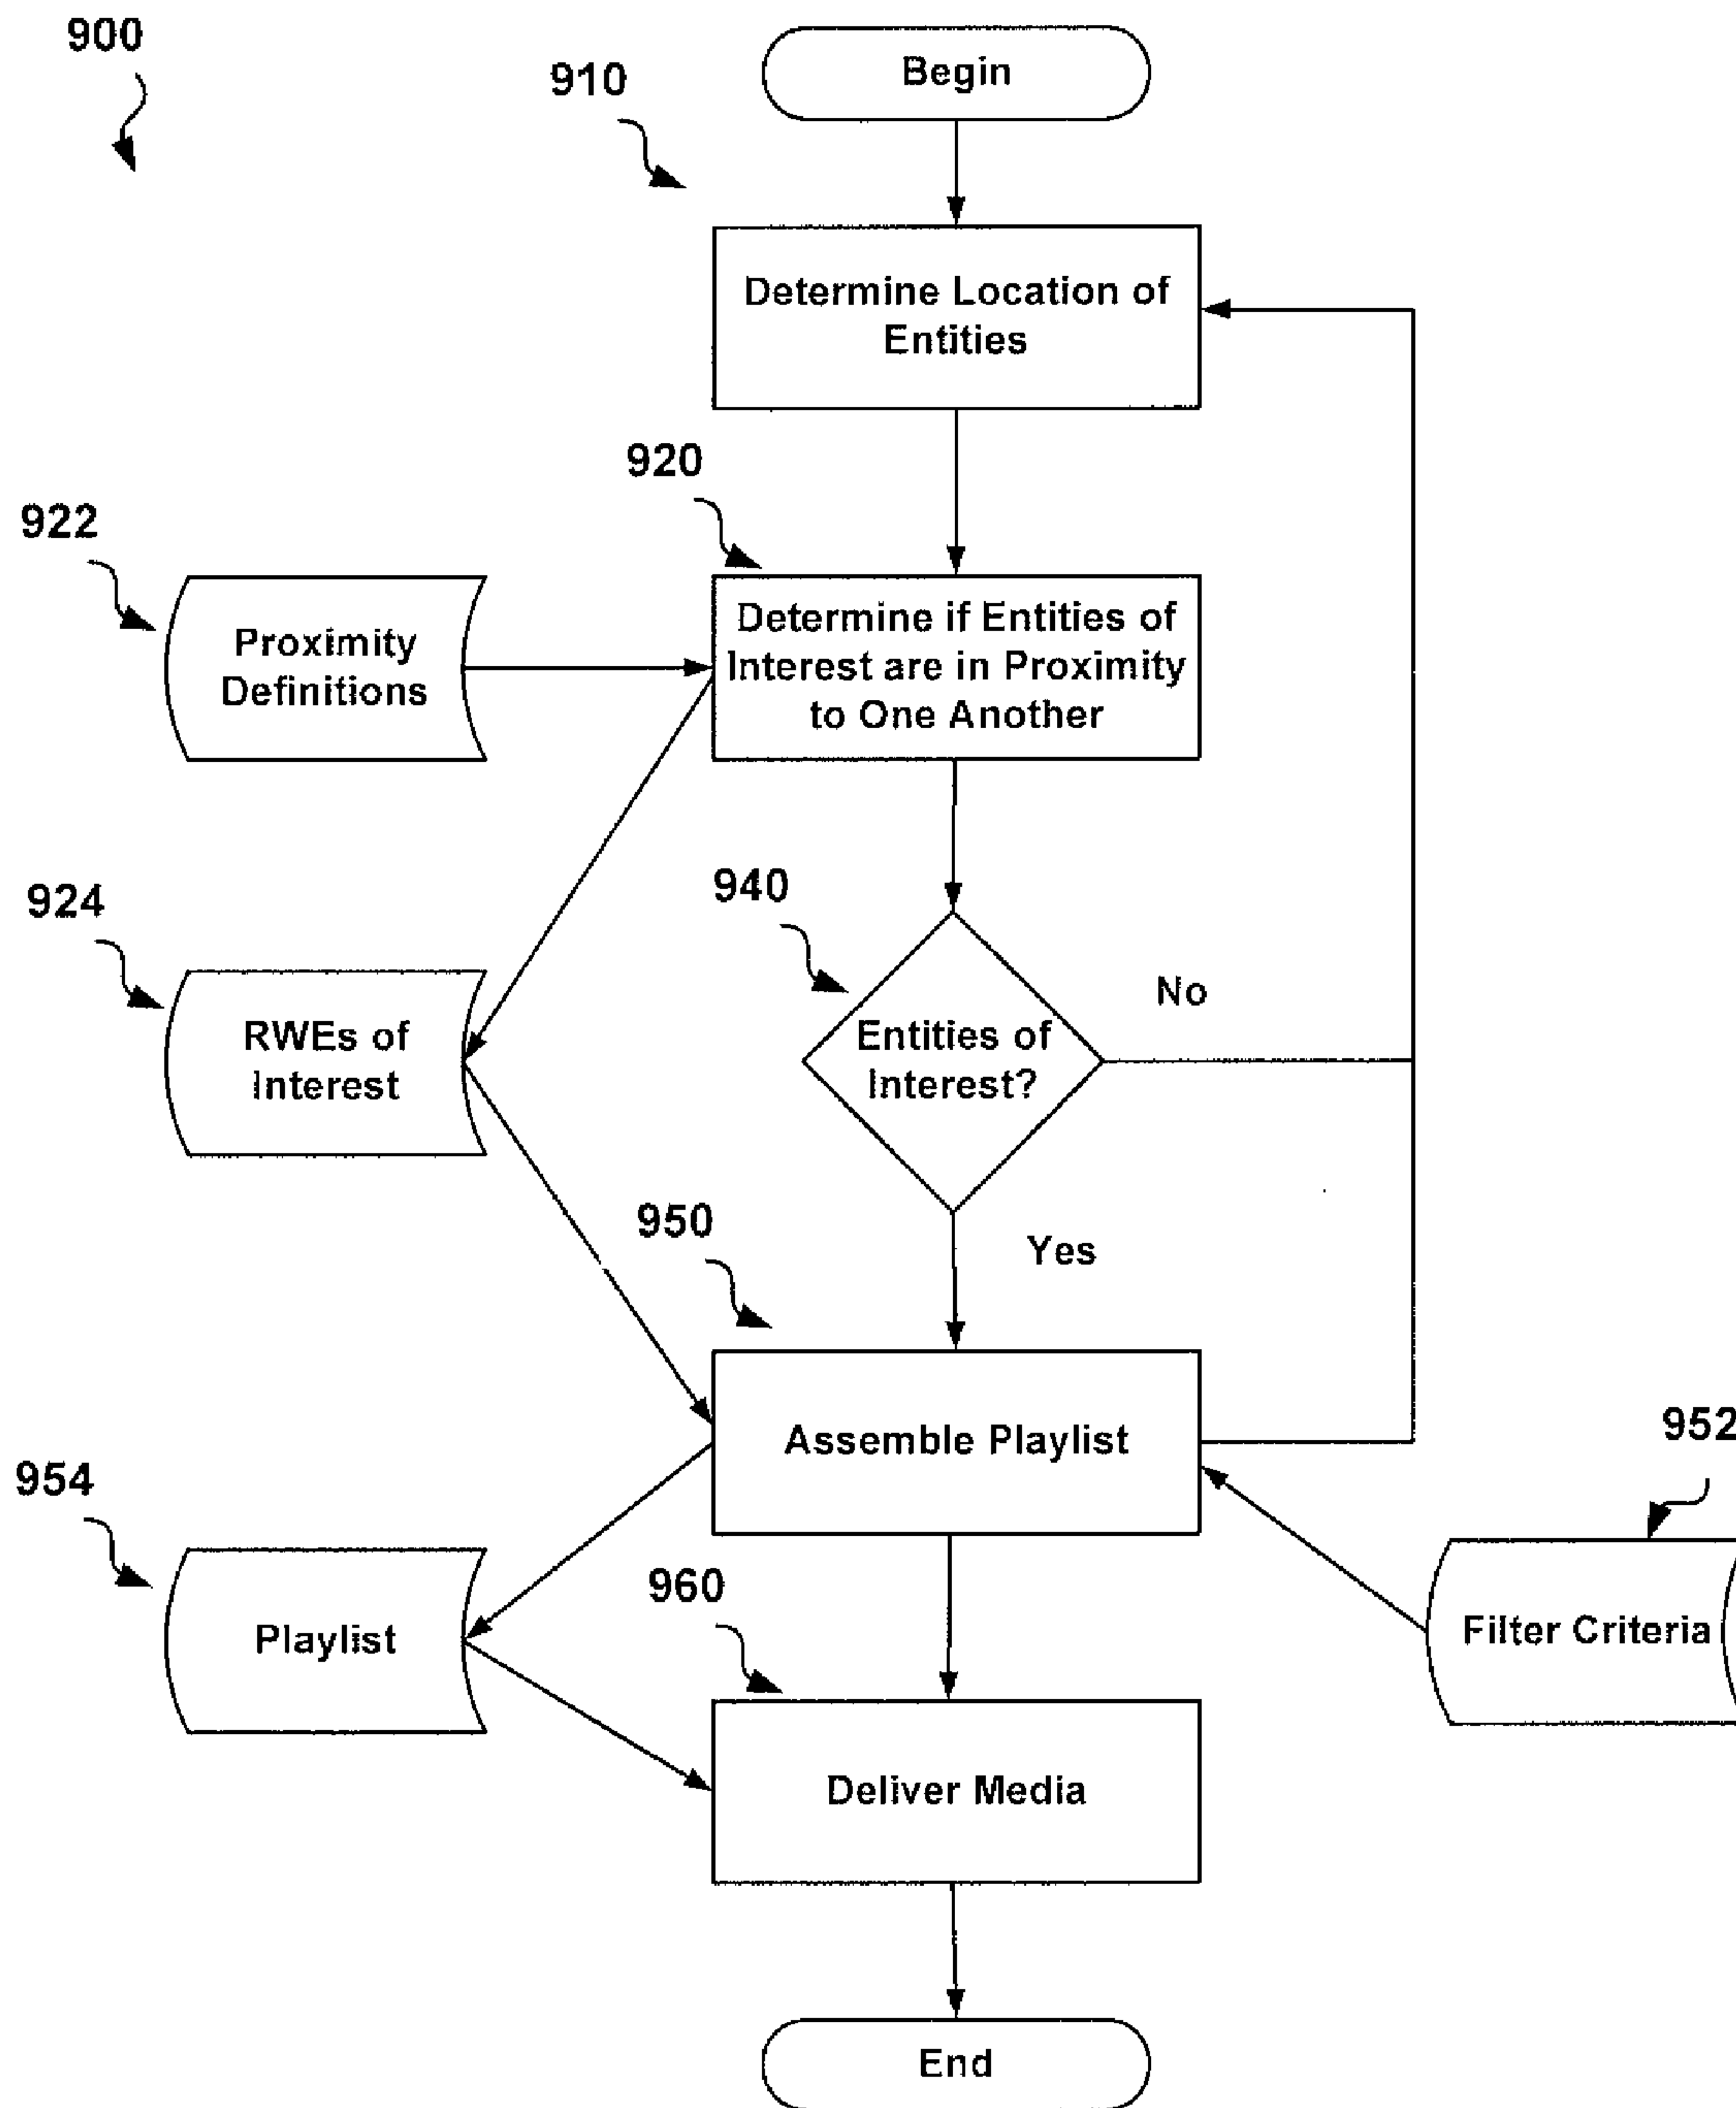 900
910
Begin
Determine Location of
Entities
920
922
Determine if Entities of
Interest are in Proximity
to One Another
Proximity
Definitions
940
924
No
Entities of
Interest?
RWEs of
Interest
950
Yes
952
Assemble Playlist
954
960
Filter Criteria
Playlist
Deliver Media
End